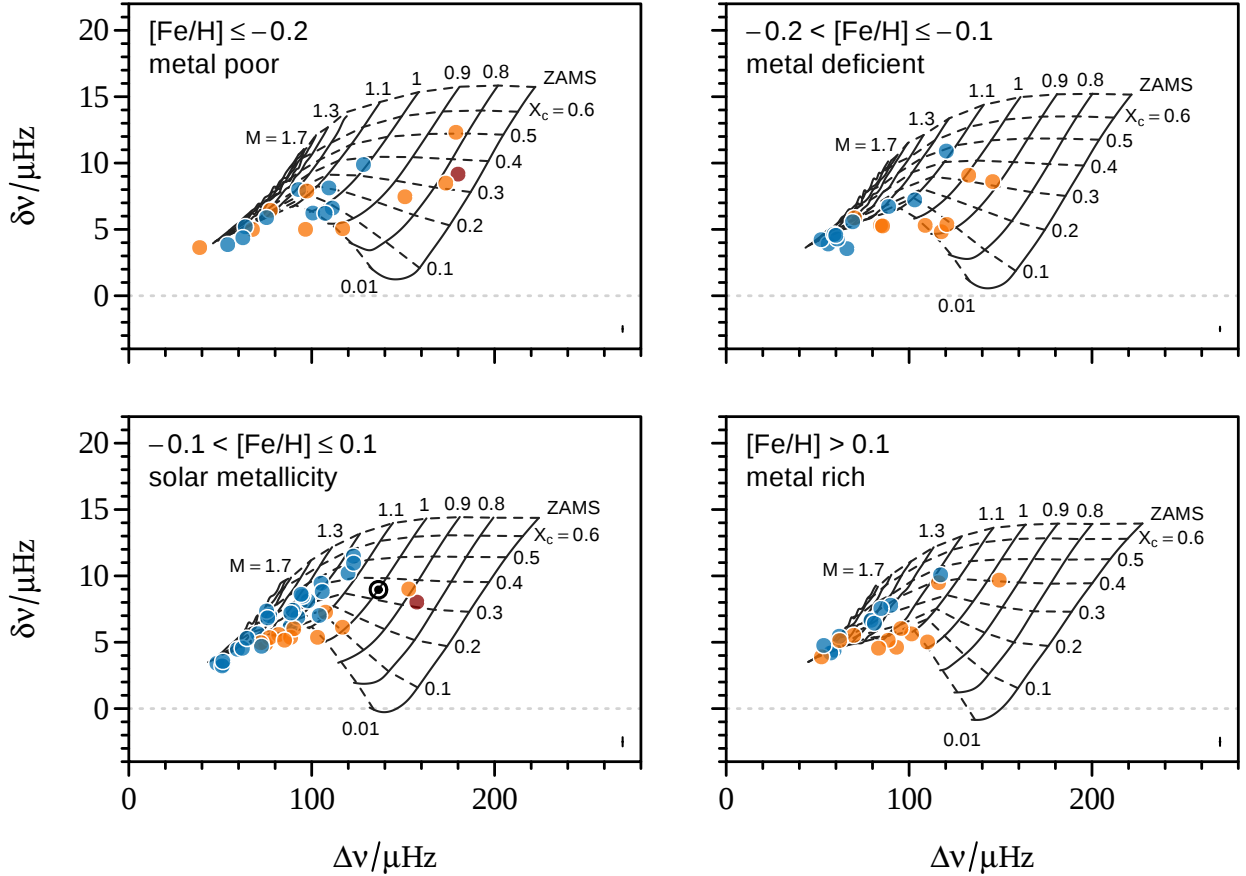 [Fe/H] ≤ −0.2
metal poor
20
15
10
5
0
δν/μHz
M = 1.7
1.3
1.1
1
0.9
0.8
ZAMS
Xc = 0.6
0.5
0.4
0.3
0.2
0.1
0.01
−0.2 < [Fe/H] ≤ −0.1
metal deficient
M = 1.7
1.3
1.1
1
0.9
0.8
ZAMS
Xc = 0.6
0.5
0.4
0.3
0.2
0.1
0.01
−0.1 < [Fe/H] ≤ 0.1
solar metallicity
20
15
10
5
0
δν/μHz
M = 1.7
1.3
1.1
1
0.9
0.8
ZAMS
Xc = 0.6
0.5
0.4
0.3
0.2
0.1
0.01
0
100
200
Δν/μHz
[Fe/H] > 0.1
metal rich
M = 1.7
1.3
1.1
1
0.9
0.8
ZAMS
Xc = 0.6
0.5
0.4
0.3
0.2
0.1
0.01
0
100
200
Δν/μHz